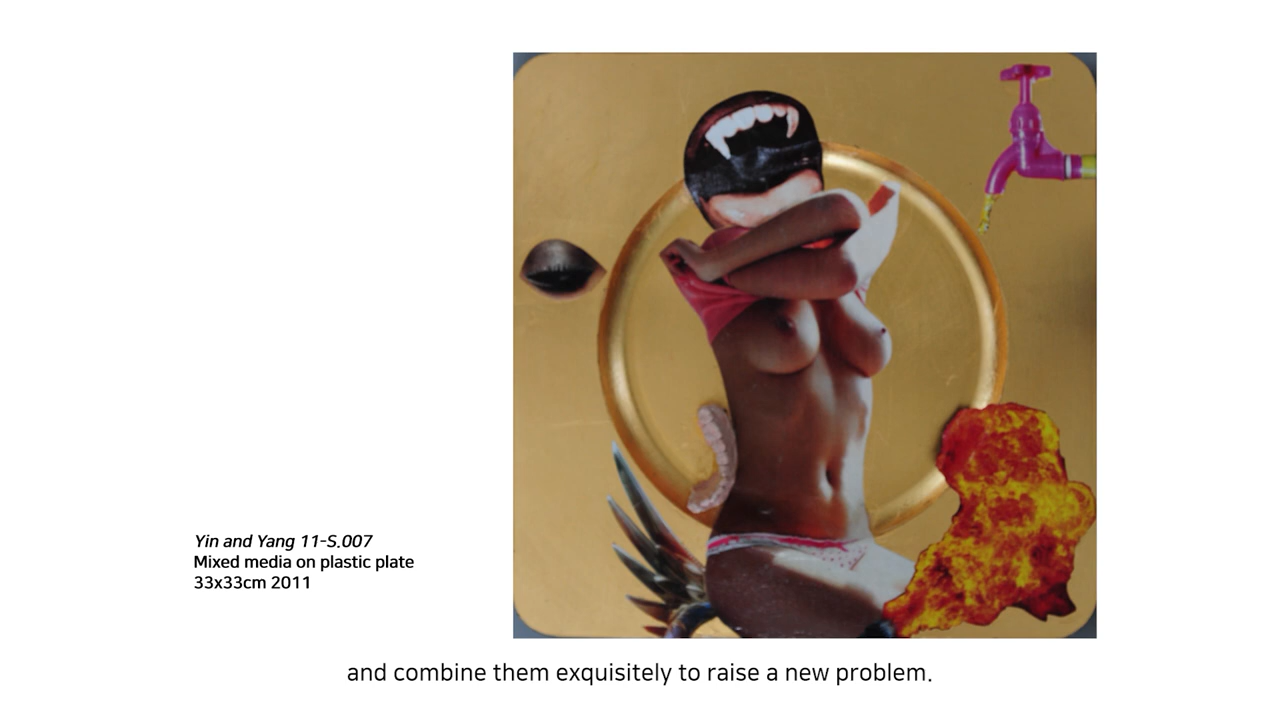 Yin and Yang 11-S.007
Mixed media on plastic plate
33x33cm 2011
and combine them exquisitely to raise a new problem.